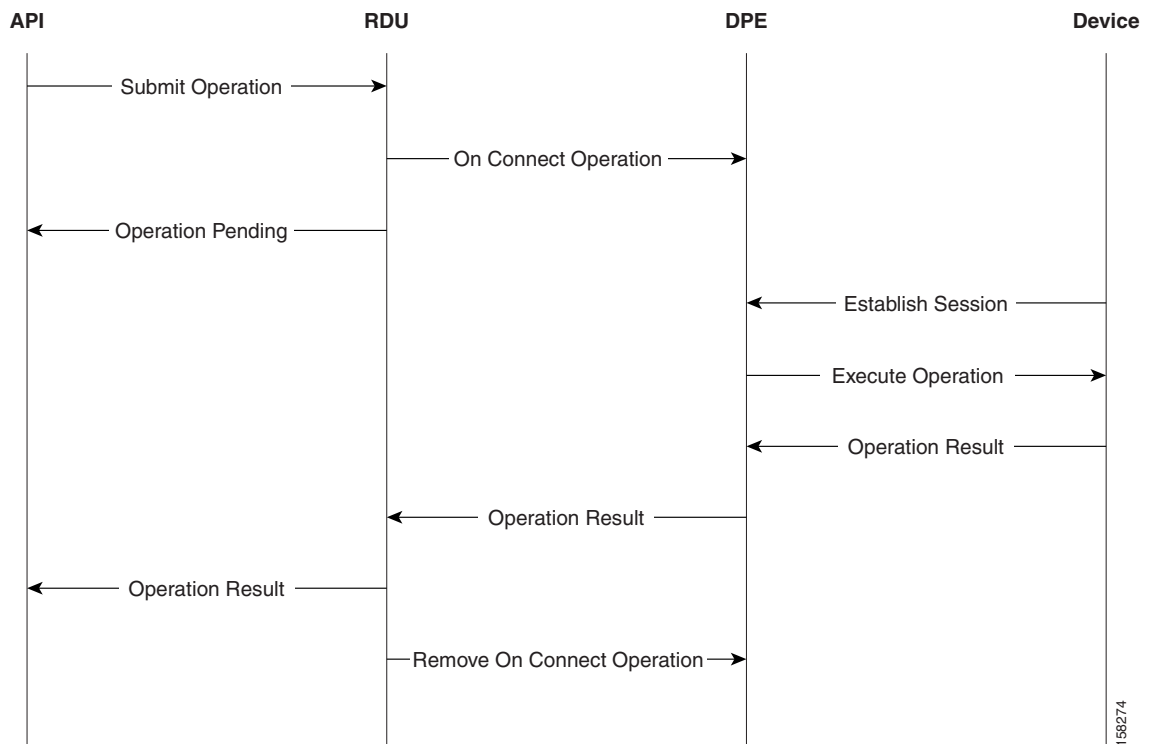 API
RDU
DPE
Device
Submit Operation
On Connect Operation
Operation Pending
Establish Session
Execute Operation
Operation Result
Operation Result
Operation Result
Remove On Connect Operation
158274